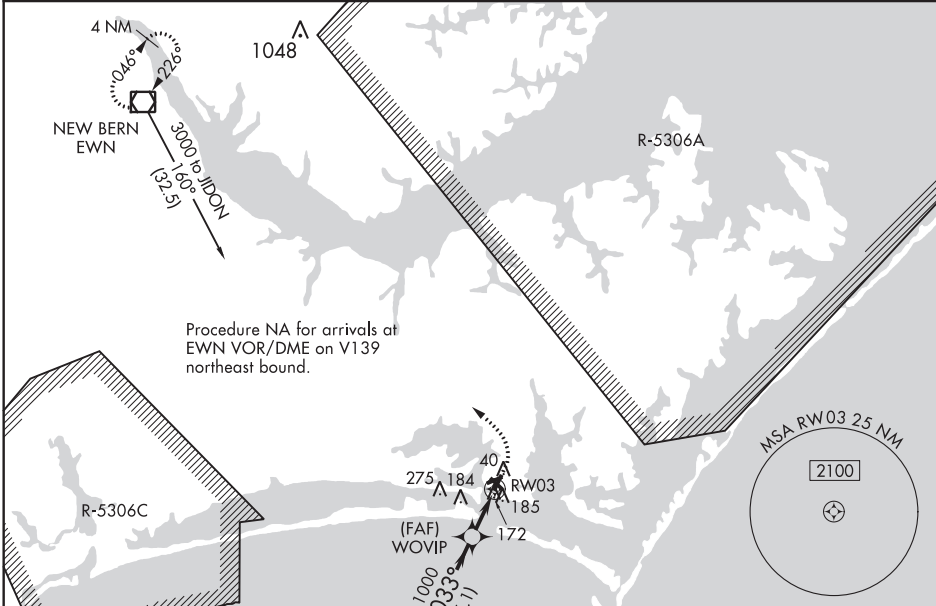 4 NM
046°
226°
1048
NEW BERN
EWN
3000 to JIDON
160°
(32.5)
R-5306A
Procedure NA for arrivals at
EWN VOR/DME on V139
northeast bound.
MSA RW03 25 NM
2100
R-5306C
275
184
40
RW03
185
172
(FAF)
WOVIP
1000
033°